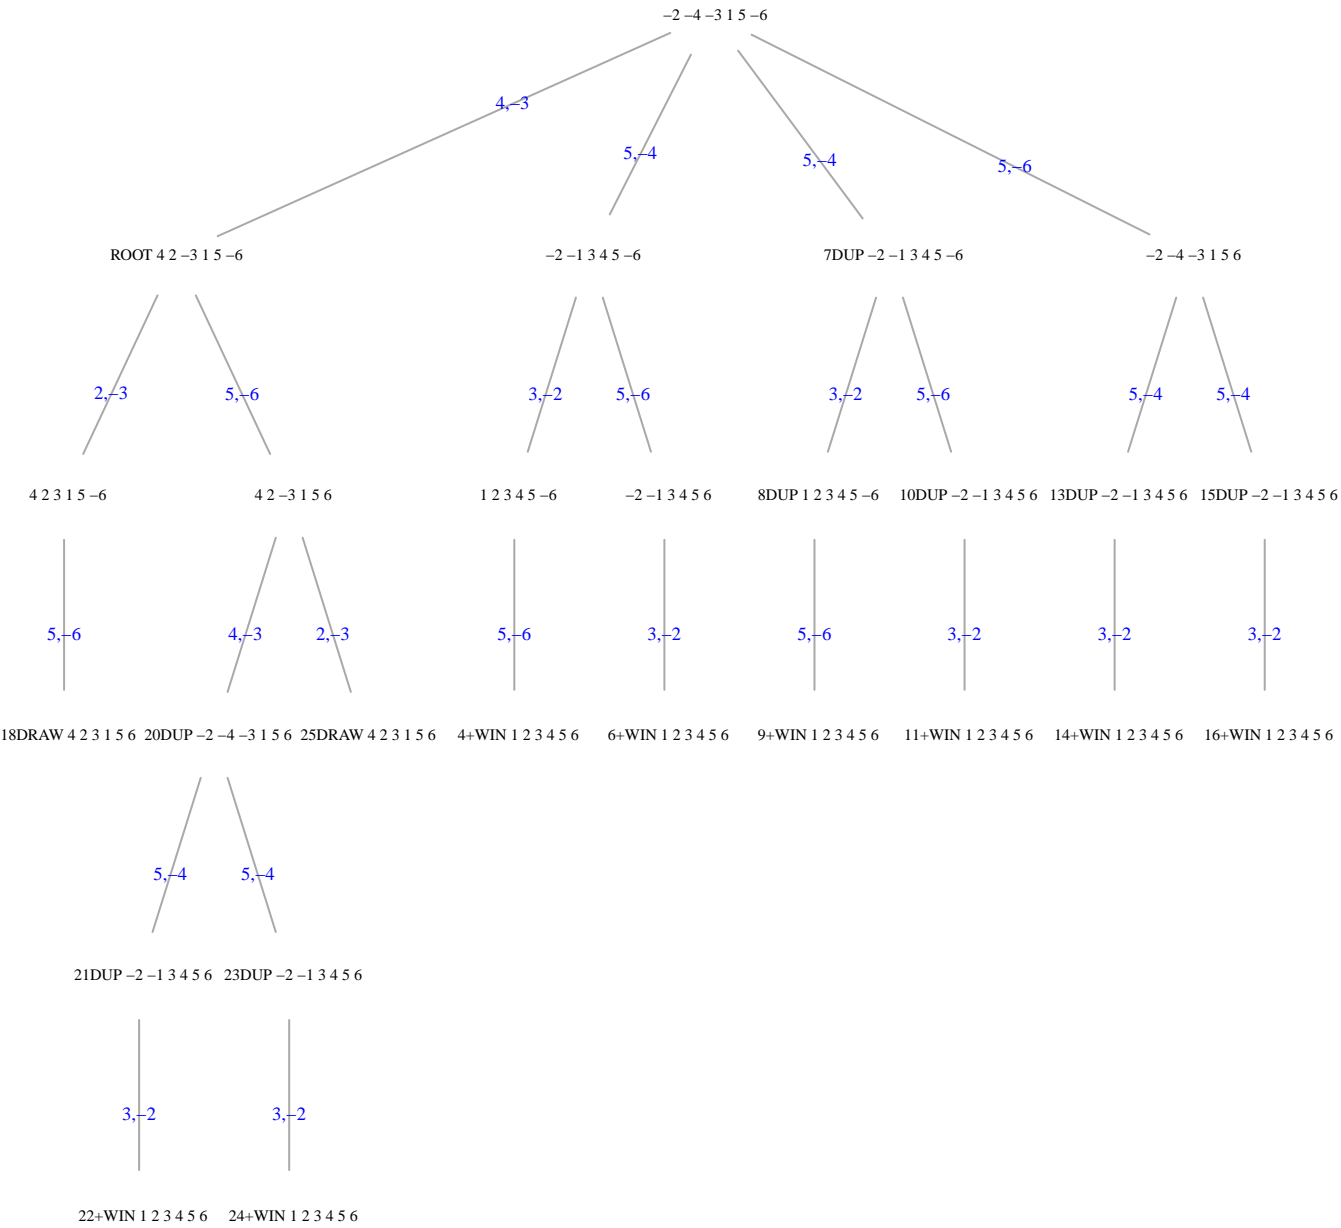 −2 −4 −3 1 5 −6
4,−3
5,−4
5,−4
5,−6
ROOT 4 2 −3 1 5 −6
−2 −1 3 4 5 −6
7DUP −2 −1 3 4 5 −6
−2 −4 −3 1 5 6
2,−3
5,−6
3,−2
5,−6
3,−2
5,−6
5,−4
5,−4
4 2 3 1 5 −6
4 2 −3 1 5 6
1 2 3 4 5 −6
−2 −1 3 4 5 6
8DUP 1 2 3 4 5 −6
10DUP −2 −1 3 4 5 6
13DUP −2 −1 3 4 5 6
15DUP −2 −1 3 4 5 6
5,−6
4,−3
2,−3
5,−6
3,−2
5,−6
3,−2
3,−2
3,−2
18DRAW 4 2 3 1 5 6
20DUP −2 −4 −3 1 5 6
25DRAW 4 2 3 1 5 6
4+WIN 1 2 3 4 5 6
6+WIN 1 2 3 4 5 6
9+WIN 1 2 3 4 5 6
11+WIN 1 2 3 4 5 6
14+WIN 1 2 3 4 5 6
16+WIN 1 2 3 4 5 6
5,−4
5,−4
21DUP −2 −1 3 4 5 6
23DUP −2 −1 3 4 5 6
3,−2
3,−2
22+WIN 1 2 3 4 5 6
24+WIN 1 2 3 4 5 6